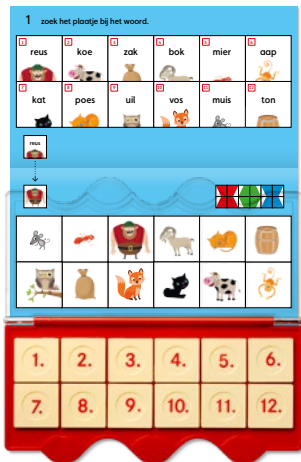 1 zoek het plaatje bij het woord.
1 2 3 4 5 6
reus koe zak bok mier aap
7 8 9 10 11 12
kat poes uil vos muis ton
reus
1. 2. 3. 4. 5. 6.
7. 8. 9. 10. 11. 12.